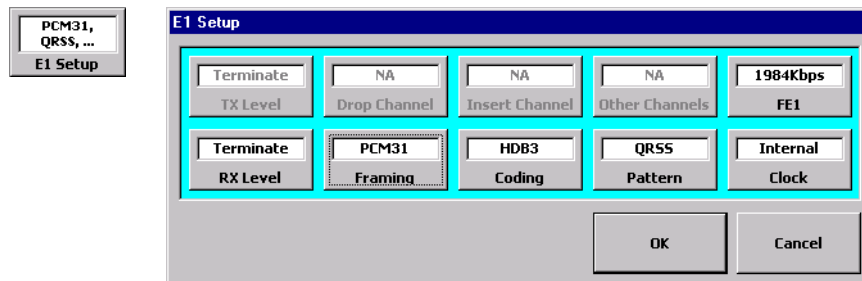 PCM31,
QRSS, ...
E1 Setup
E1 Setup
Terminate
TX Level
NA
Drop Channel
NA
Insert Channel
NA
Other Channels
1984Kbps
FE1
Terminate
RX Level
PCM31
Framing
HDB3
Coding
QRSS
Pattern
Internal
Clock
OK
Cancel